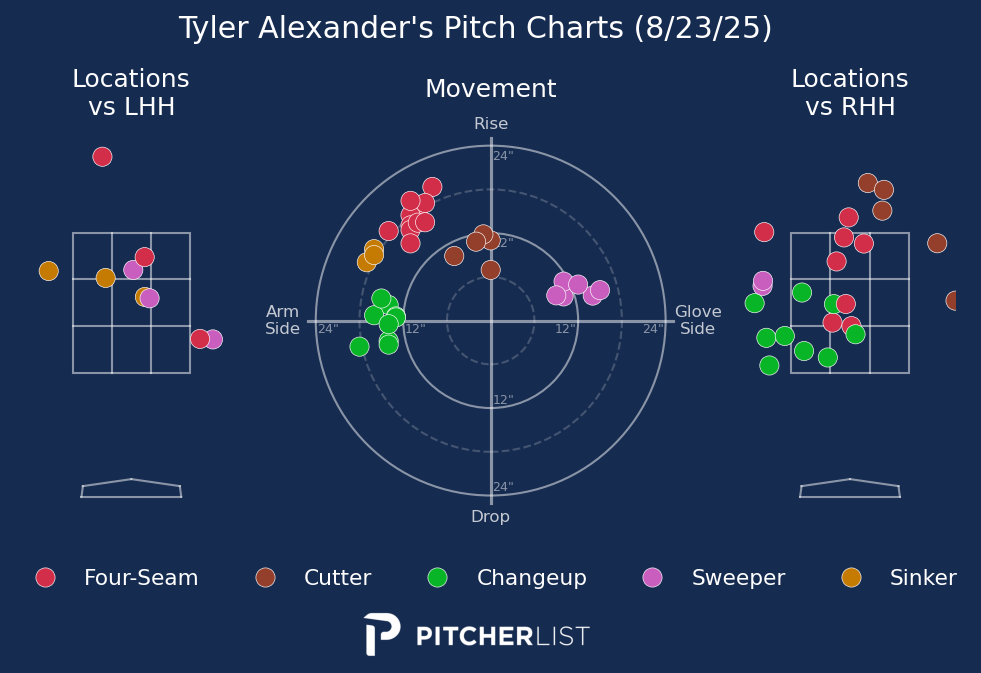 Tyler Alexander's Pitch Charts (8/23/25)
Locations
vs LHH
Movement
Locations
vs RHH
Rise
24"
12"
Arm
Side
24"
12"
12"
24"
Glove
Side
12"
24"
Drop
Four-Seam
Cutter
Changeup
Sweeper
Sinker
PITCHERLIST